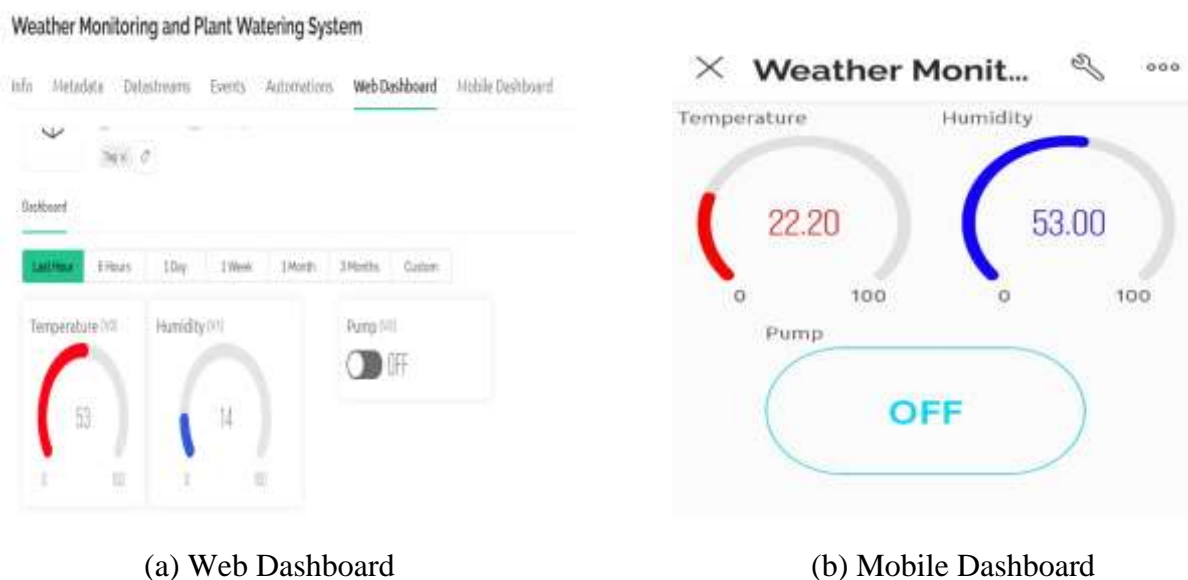 Weather Monitoring and Plant Watering System
Info Metadata Datastreams Events Automations Web Dashboard Mobile Dashboard
Dashboard
Last Hour 6 Hours 1 Day 1 Week 1 Month 3 Months Custom
Temperature Humidity Pump
OFF
53 14
0 0
Weather Monit...
Temperature Humidity
22.20 53.00
0 100 0 100
Pump
OFF
(a) Web Dashboard (b) Mobile Dashboard